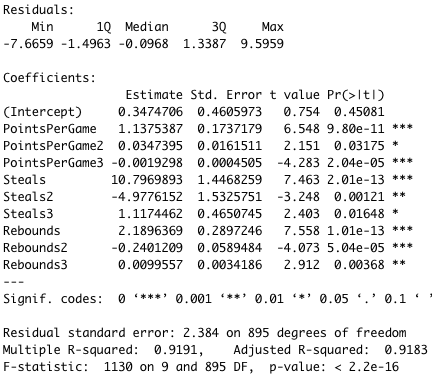 Residuals:
Min 1Q Median 3Q Max
-7.6659 -1.4963 -0.0968 1.3387 9.5959
Coefficients:
Estimate Std. Error t value Pr(>|t|)
(Intercept) 0.3474706 0.4605973 0.754 0.45081
PointsPerGame 1.1375387 0.1737179 6.548 9.80e-11 ***
PointsPerGame2 0.0347395 0.0161511 2.151 0.03175 *
PointsPerGame3 -0.0019298 0.0004505 -4.283 2.04e-05 ***
Steals 10.7969893 1.4468259 7.463 2.01e-13 ***
Steals2 -4.9776152 1.5325751 -3.248 0.00121 **
Steals3 1.1174462 0.4650745 2.403 0.01648 *
Rebounds 2.1896369 0.2897246 7.558 1.01e-13 ***
Rebounds2 -0.2401209 0.0589484 -4.073 5.04e-05 ***
Rebounds3 0.0099557 0.0034186 2.912 0.00368 **
---
Signif. codes: 0 ‘***’ 0.001 ‘**’ 0.01 ‘*’ 0.05 ‘.’ 0.1 ‘
Residual standard error: 2.384 on 895 degrees of freedom
Multiple R-squared: 0.9191, Adjusted R-squared: 0.9183
F-statistic: 1130 on 9 and 895 DF, p-value: < 2.2e-16